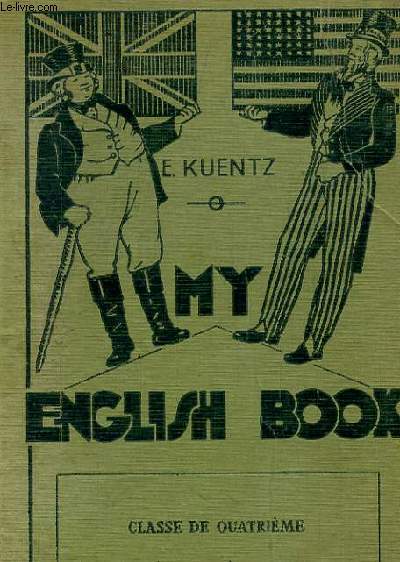 Le-livre.com
E. KUENTZ
MY
ENGLISH BOOK
CLASSE DE QUATRIÈME